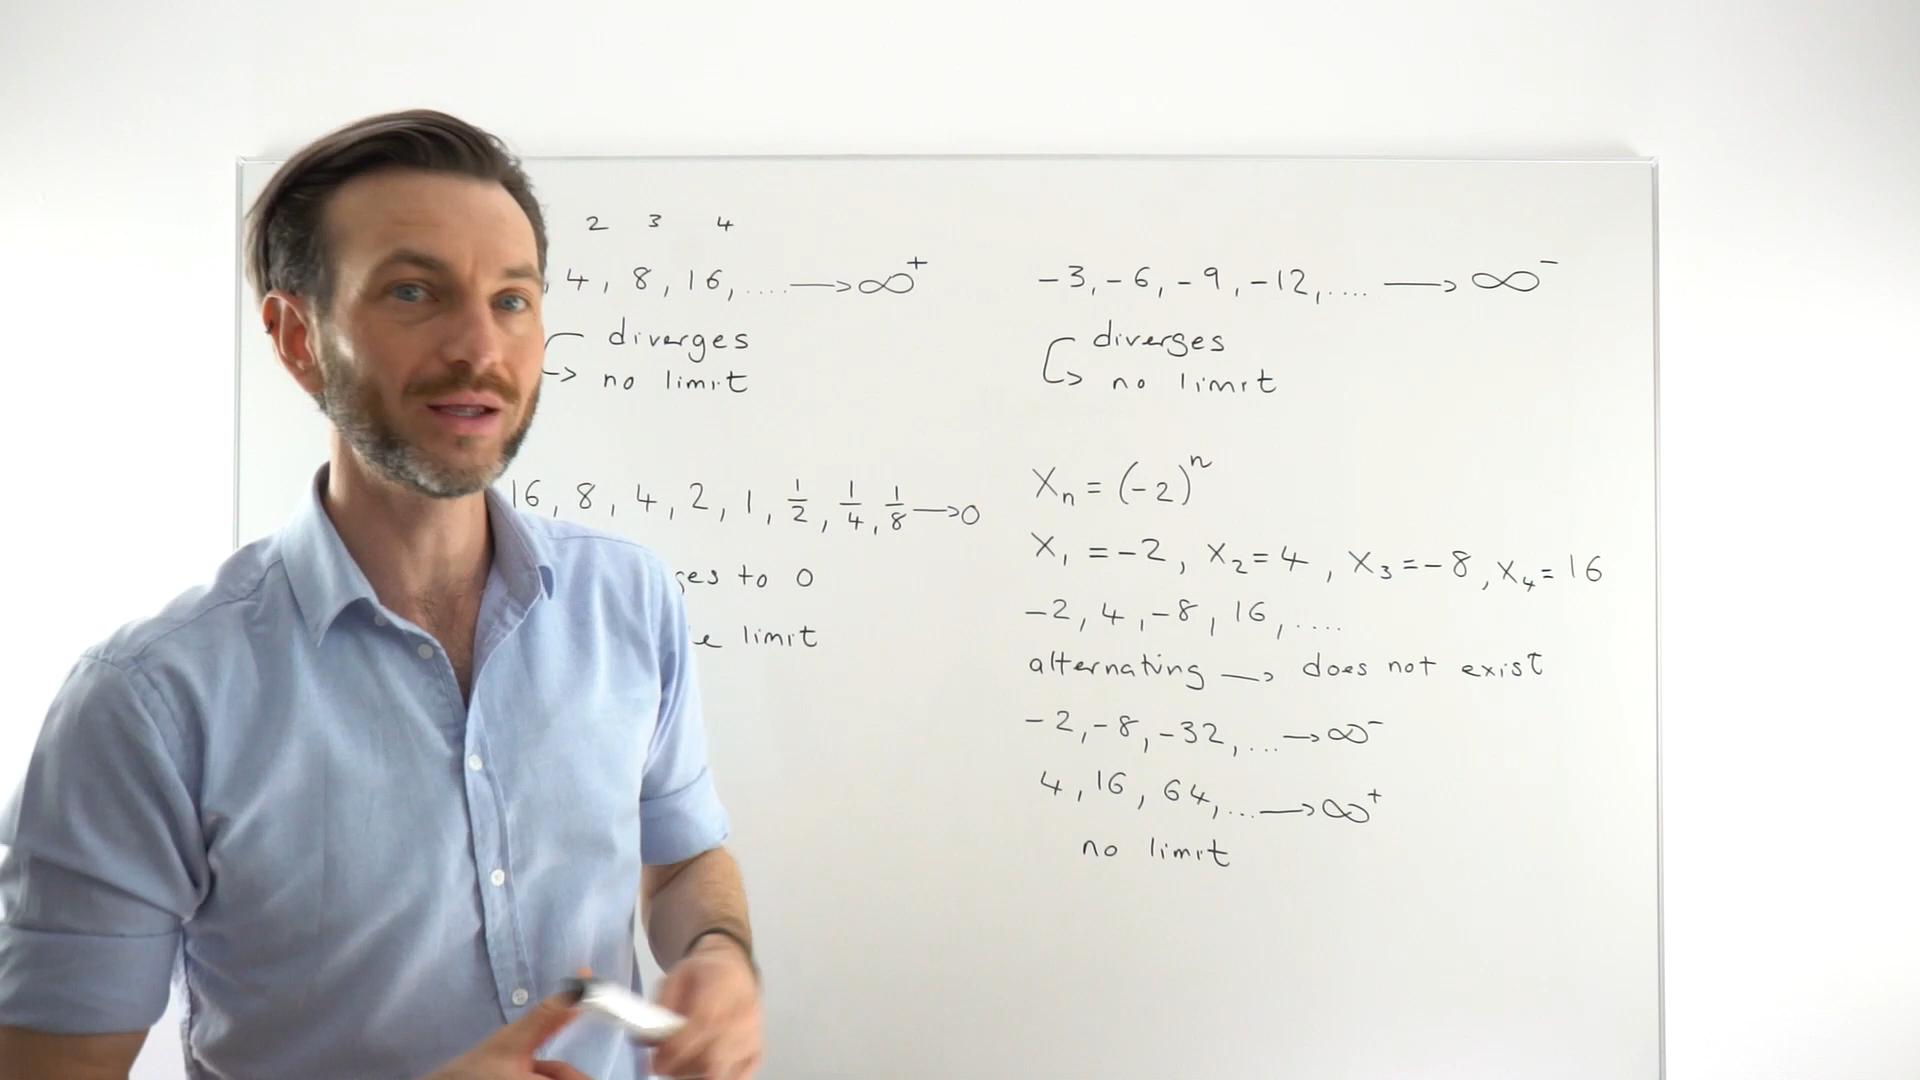 2 3 4
, 4, 8, 16, .... → ∞⁺
diverges
no limit
16, 8, 4, 2, 1, 1/2, 1/4, 1/8 → 0
ges to 0
e limit
-3, -6, -9, -12, .... → ∞⁻
diverges
no limit
Xₙ = (-2)ⁿ
X₁ = -2, X₂ = 4, X₃ = -8, X₄ = 16
-2, 4, -8, 16, ....
alternating → does not exist
-2, -8, -32, ... → ∞⁻
4, 16, 64, ... → ∞⁺
no limit